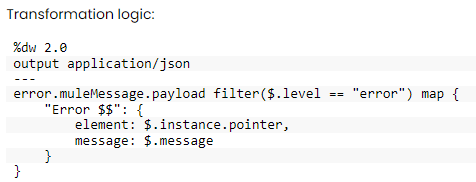 Transformation logic:
%dw 2.0
output application/json
---
error.muleMessage.payload filter($.level == "error") map {
    "Error $$": {
        element: $.instance.pointer,
        message: $.message
    }
}